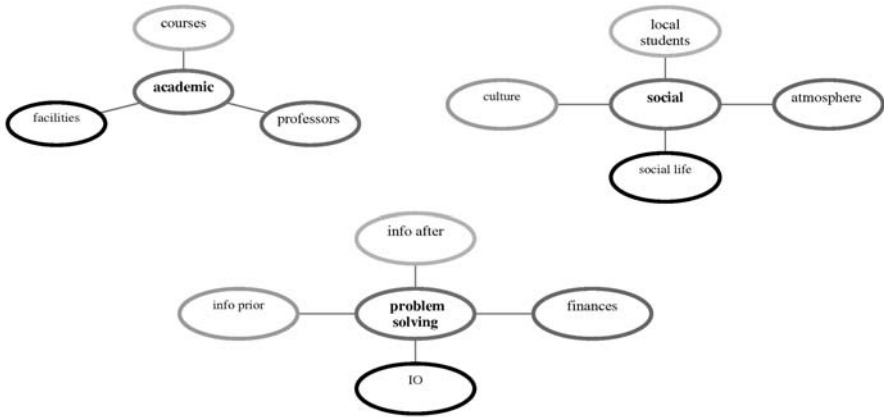 courses
academic
facilities
professors
local
students
culture
social
atmosphere
social life
info after
info prior
problem
solving
finances
IO